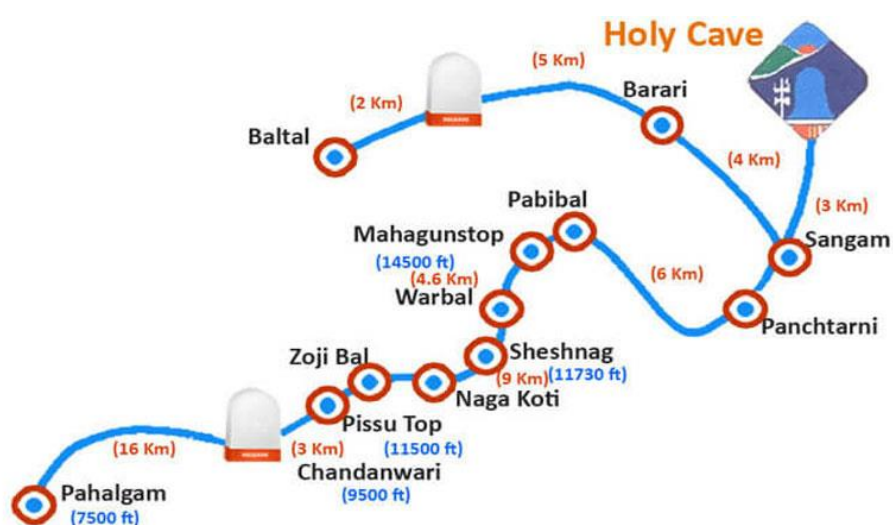 Holy Cave
(5 Km)
Barari
(2 Km)
Baltal
(4 Km)
Pabibal
(3 Km)
Mahagunstop
Sangam
(14500 ft)
(6 Km)
(4.6 Km)
Warbal
Panchtarni
Zoji Bal
Sheshnag
(9 Km)
(11730 ft)
Naga Koti
Pissu Top
(16 Km)
(3 Km)
(11500 ft)
Chandanwari
(9500 ft)
Pahalgam
(7500 ft)